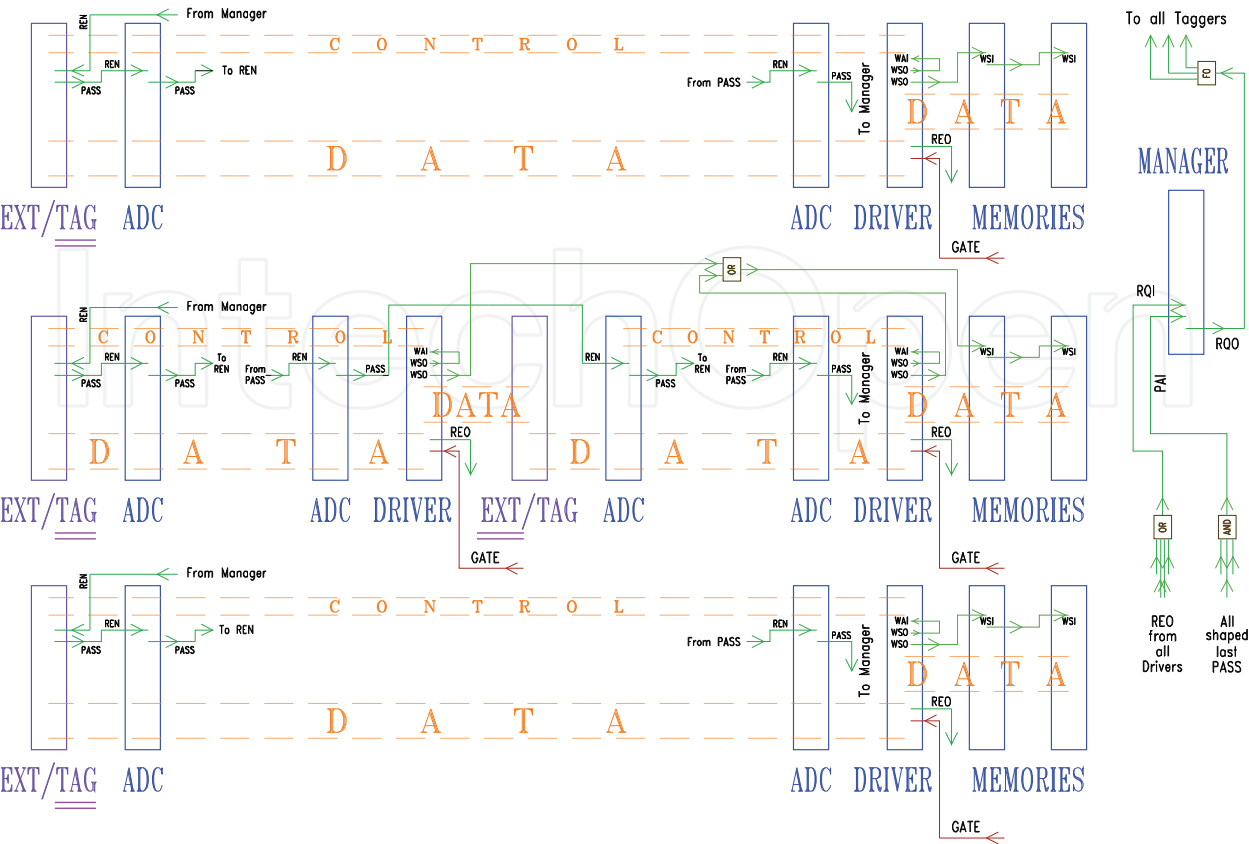 From Manager
REN
C O N T R O L
REN
To REN
PASS
PASS
From PASS
REN
PASS
To Manager
WAI
WSO
WSO
WSI
WSI
D A T A
D A T A
REO
GATE
EXT/TAG
ADC
ADC
DRIVER
MEMORIES
To all Taggers
FO
MANAGER
RQI
RQO
PAI
OR
AND
REO
from
all
Drivers
All
shaped
last
PASS
IntechOpen
From Manager
REN
C O N T R O L
REN
PASS
PASS
To
REN
From
PASS
REN
PASS
WAI
WSO
WSO
DATA
REO
D A T A
OR
REN
C O N T R O L
PASS
To
REN
From
PASS
REN
PASS
To Manager
WAI
WSO
WSO
WSI
WSI
D A T A
D A T A
REO
EXT/TAG
ADC
ADC
DRIVER
EXT/TAG
ADC
ADC
DRIVER
MEMORIES
GATE
GATE
From Manager
REN
C O N T R O L
REN
To REN
PASS
PASS
From PASS
REN
PASS
To Manager
WAI
WSO
WSO
WSI
WSI
D A T A
D A T A
REO
EXT/TAG
ADC
ADC
DRIVER
MEMORIES
GATE